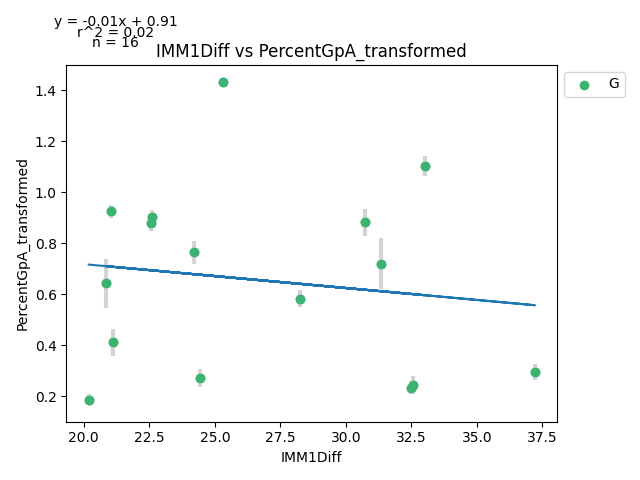 y = -0.01x + 0.91
r^2 = 0.02
n = 16
IMM1Diff vs PercentGpA_transformed
G
PercentGpA_transformed
1.4
1.2
1.0
0.8
0.6
0.4
0.2
20.0 22.5 25.0 27.5 30.0 32.5 35.0 37.5
IMM1Diff